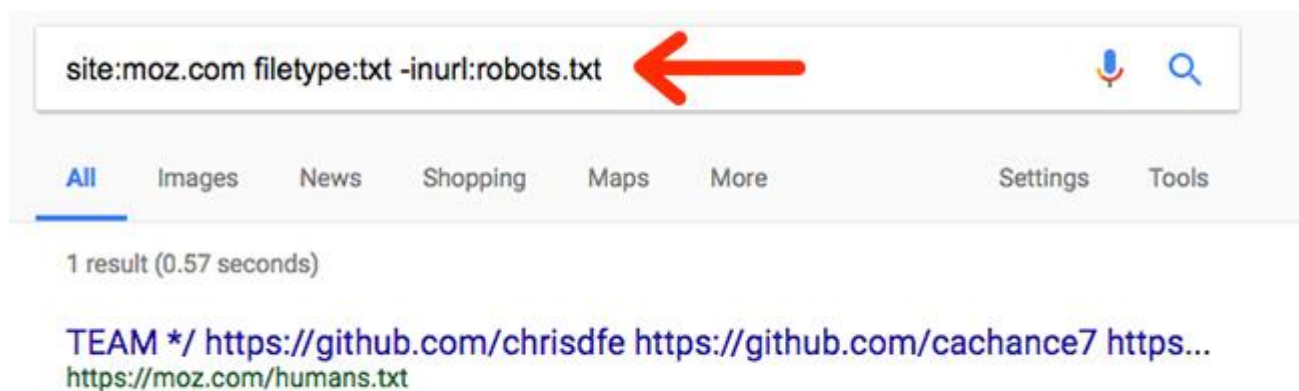 site:moz.com filetype:txt -inurl:robots.txt
All Images News Shopping Maps More Settings Tools
1 result (0.57 seconds)
TEAM */ https://github.com/chrisdfe https://github.com/cachance7 https...
https://moz.com/humans.txt